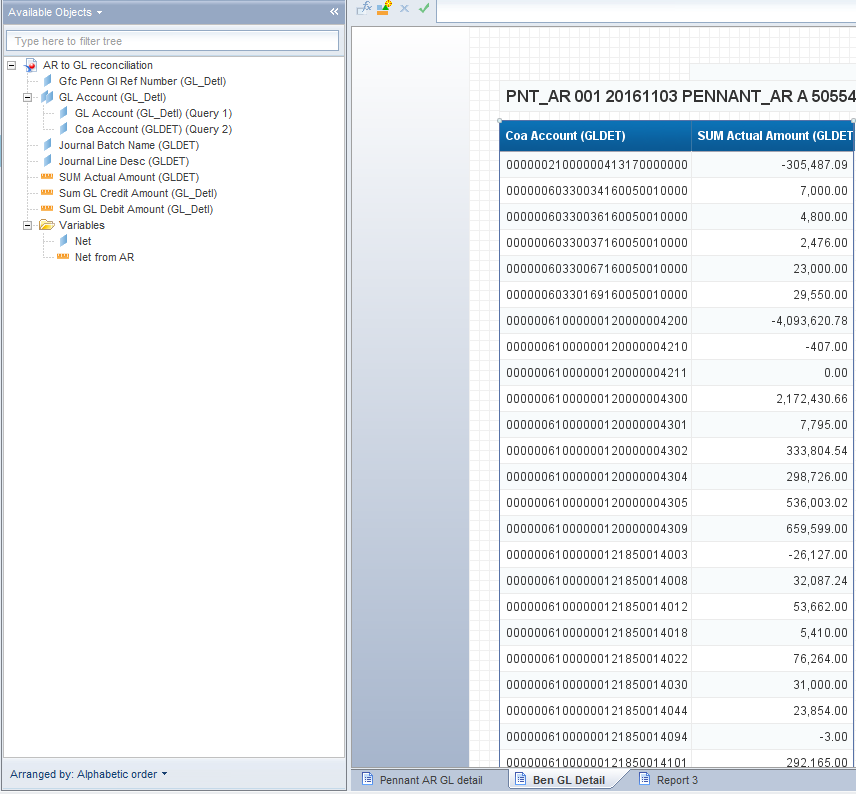 Available Objects
Type here to filter tree
AR to GL reconciliation
Gfc Penn Gl Ref Number (GL_Detl)
GL Account (GL_Detl)
GL Account (GL_Detl) (Query 1)
Coa Account (GLDET) (Query 2)
Journal Batch Name (GLDET)
Journal Line Desc (GLDET)
SUM Actual Amount (GLDET)
Sum GL Credit Amount (GL_Detl)
Sum GL Debit Amount (GL_Detl)
Variables
Net
Net from AR
Arranged by: Alphabetic order
PNT_AR 001 20161103 PENNANT_AR A 50554
Coa Account (GLDET) SUM Actual Amount (GLDET
00000021000000413170000000 -305,487.09
00000060330034160050010000 7,000.00
00000060330036160050010000 4,800.00
00000060330037160050010000 2,476.00
00000060330067160050010000 23,000.00
00000060330169160050010000 29,550.00
00000061000000120000004200 -4,093,620.78
00000061000000120000004210 -407.00
00000061000000120000004211 0.00
00000061000000120000004300 2,172,430.66
00000061000000120000004301 7,795.00
00000061000000120000004302 333,804.54
00000061000000120000004304 298,726.00
00000061000000120000004305 536,003.02
00000061000000120000004309 659,599.00
00000061000000121850014003 -26,127.00
00000061000000121850014008 32,087.24
00000061000000121850014012 53,662.00
00000061000000121850014018 5,410.00
00000061000000121850014022 76,264.00
00000061000000121850014030 31,000.00
00000061000000121850014044 23,854.00
00000061000000121850014094 -3.00
00000061000000121850014101 292,165.00
Pennant AR GL detail Ben GL Detail Report 3